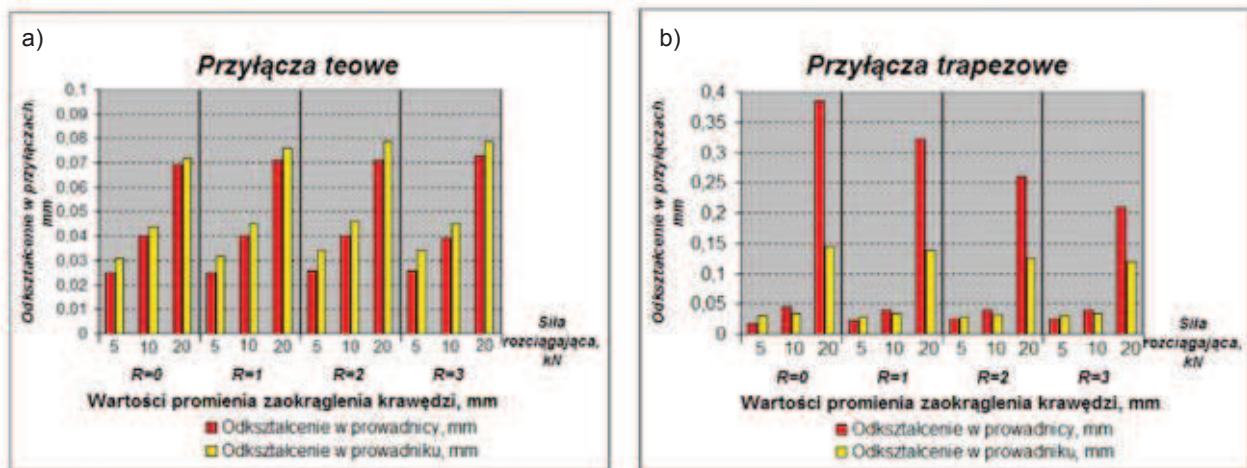 a)
Przyłącza teowe
Odkształcenie w przyłączach, mm
0,1
0,09
0,08
0,07
0.06
0.05
0.04
0.03
0.02
0.01
0
5 10 20 5 10 20 5 10 20 5 10 20
Siła rozciągająca, kN
R=0 R=1 R=2 R=3
Wartości promienia zaokrąglenia krawędzi, mm
Odkształcenie w prowadnicy, mm
Odkształcenie w prowadniku, mm
b)
Przyłącza trapezowe
Odkształcenie w przyłączach, mm
0,4
0,35
0,3
0,25
0,2
0,15
0,1
0,05
0
5 10 20 5 10 20 5 10 20 5 10 20
Siła rozciągająca, kN
R=0 R=1 R=2 R=3
Wartości promienia zaokrąglenia krawędzi, mm
Odkształcenie w prowadnicy, mm
Odkształcenie w prowadniku, mm